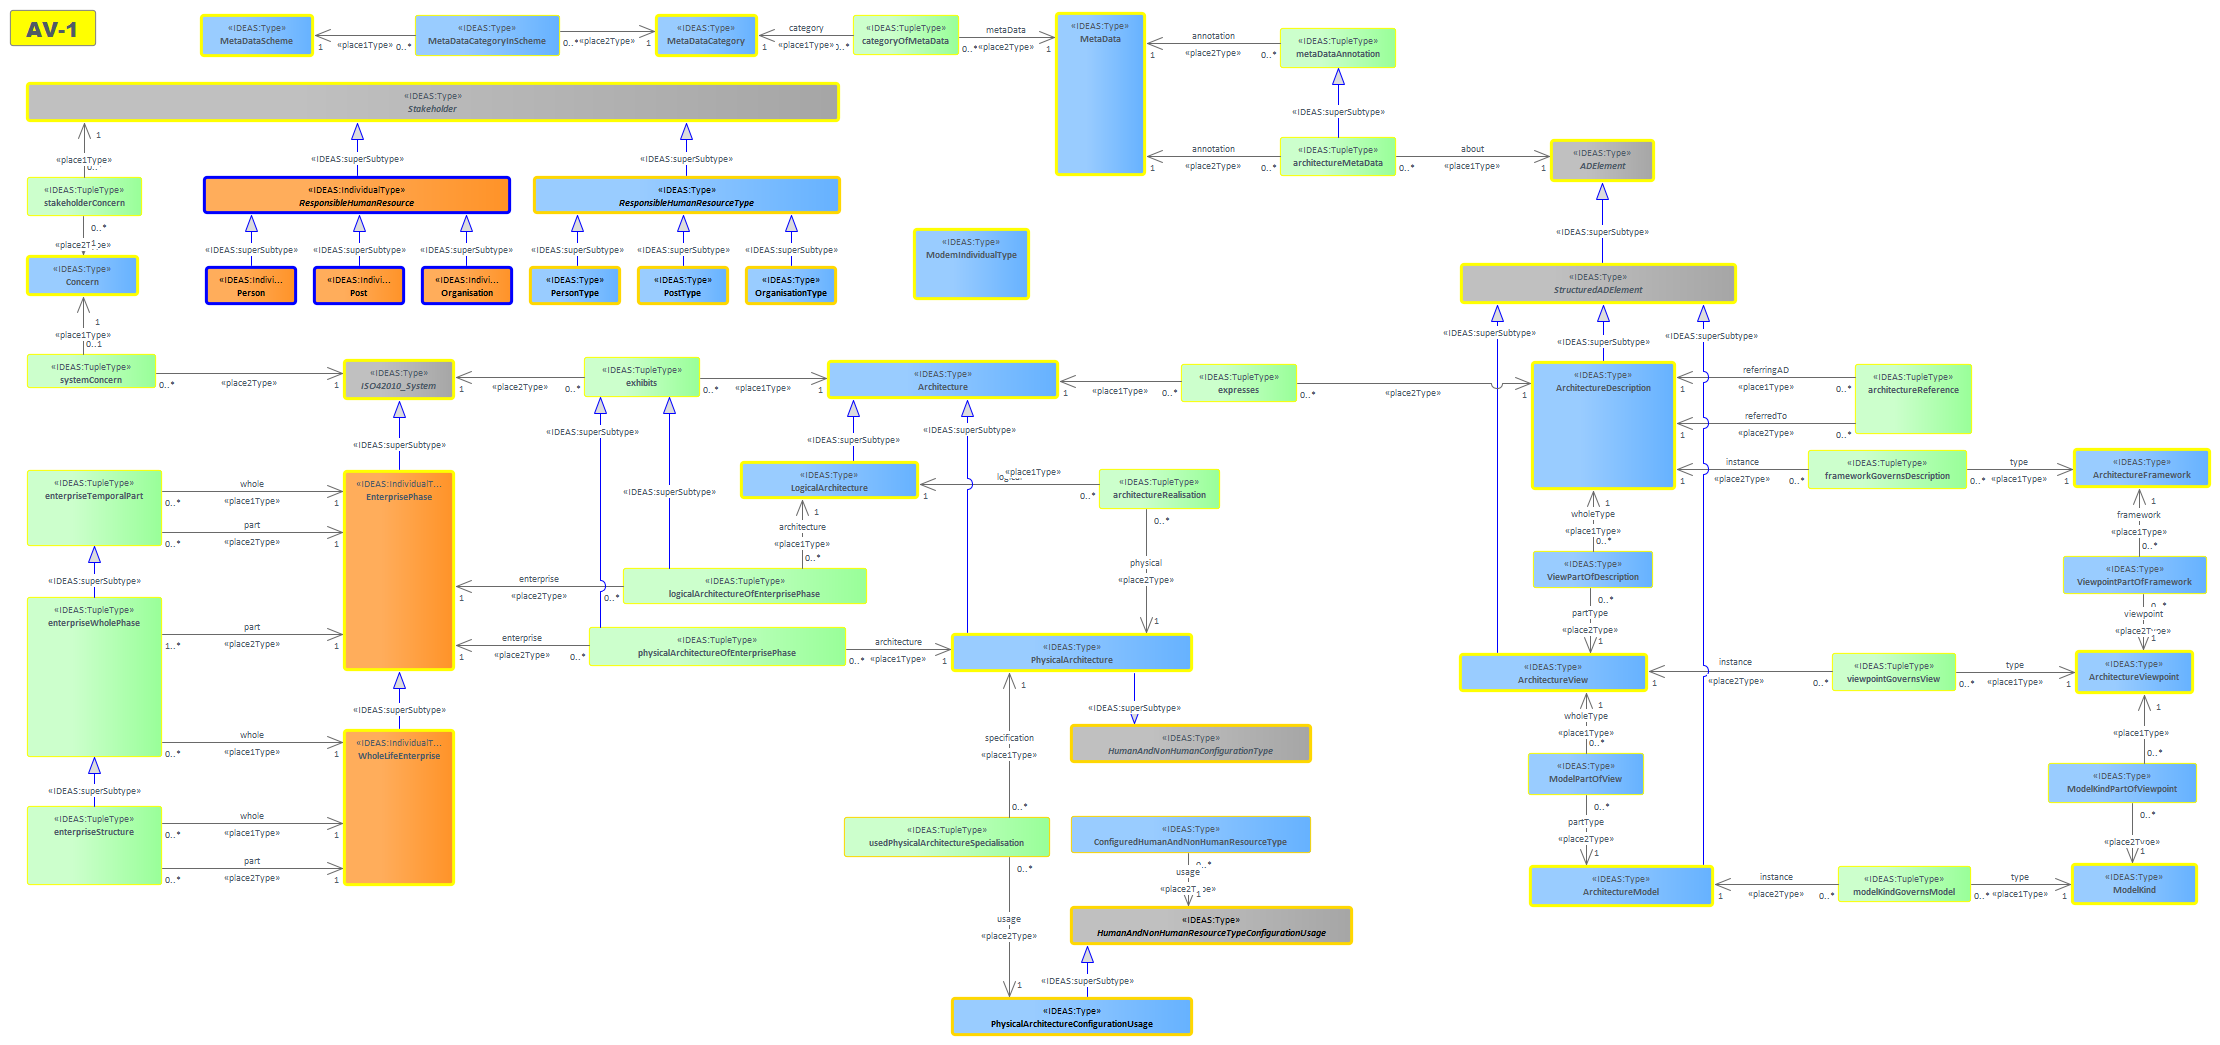 AV-1
«IDEAS:Type»
MetaDataScheme
1
«place1Type»
0..*
«IDEAS:Type»
MetaDataCategoryInScheme
0..*
«place2Type»
1
«IDEAS:Type»
MetaDataCategory
category
1
«place1Type»
«IDEAS:TupleType»
categoryOfMetaData
metaData
0..*
«place2Type»
1
«IDEAS:Type»
MetaData
annotation
1
«place2Type»
0..*
«IDEAS:TupleType»
metaDataAnnotation
«IDEAS:superSubtype»
annotation
1
«place2Type»
0..*
«IDEAS:TupleType»
architectureMetaData
about
0..*
«place1Type»
1
«IDEAS:Type»
ADElement
«IDEAS:superSubtype»
«IDEAS:Type»
Stakeholder
1
«place1Type»
«IDEAS:TupleType»
stakeholderConcern
0..*
«IDEAS:Type»
Concern
1
«place1Type»
0..1
«IDEAS:superSubtype»
«IDEAS:superSubtype»
«IDEAS:IndividualType»
ResponsibleHumanResource
«IDEAS:Type»
ResponsibleHumanResourceType
«IDEAS:superSubtype»
«IDEAS:superSubtype»
«IDEAS:superSubtype»
«IDEAS:superSubtype»
«IDEAS:superSubtype»
«IDEAS:superSubtype»
«IDEAS:Indivi...
Person
«IDEAS:Indivi...
Post
«IDEAS:Indivi...
Organisation
«IDEAS:Type»
PersonType
«IDEAS:Type»
PostType
«IDEAS:Type»
OrganisationType
«IDEAS:Type»
ModemIndividualType
«IDEAS:Type»
StructuredADElement
«IDEAS:superSubtype»
«IDEAS:superSubtype»
«IDEAS:superSubtype»
«IDEAS:TupleType»
systemConcern
0..*
«place2Type»
1
«IDEAS:Type»
ISO42010_System
1
«place2Type»
0..*
«IDEAS:TupleType»
exhibits
0..*
«place1Type»
1
«IDEAS:Type»
Architecture
1
«place1Type»
0..*
«IDEAS:TupleType»
expresses
0..*
«place2Type»
1
«IDEAS:Type»
ArchitectureDescription
referringAD
1
«place1Type»
0..*
«IDEAS:TupleType»
architectureReference
referredTo
1
«place2Type»
0..*
instance
1
«place2Type»
0..*
«IDEAS:TupleType»
frameworkGovernsDescription
type
0..*
«place1Type»
1
«IDEAS:Type»
ArchitectureFramework
«IDEAS:superSubtype»
«IDEAS:superSubtype»
«IDEAS:superSubtype»
«IDEAS:superSubtype»
«IDEAS:superSubtype»
«IDEAS:TupleType»
enterpriseTemporalPart
whole
0..*
«place1Type»
1
part
0..*
«place2Type»
1
«IDEAS:IndividualT...
EnterprisePhase
«IDEAS:Type»
LogicalArchitecture
1
«place1Type»
0..*
«IDEAS:TupleType»
architectureRealisation
0..*
physical
«place2Type»
1
1
architecture
«place1Type»
0..*
«IDEAS:superSubtype»
«IDEAS:TupleType»
enterpriseWholePhase
part
1..*
«place2Type»
1
enterprise
1
«place2Type»
0..*
«IDEAS:TupleType»
logicalArchitectureOfEnterprisePhase
enterprise
1
«place2Type»
0..*
«IDEAS:TupleType»
physicalArchitectureOfEnterprisePhase
architecture
0..*
«place1Type»
1
«IDEAS:Type»
PhysicalArchitecture
1
wholeType
«place1Type»
0..*
«IDEAS:Type»
ViewPartOfDescription
0..*
partType
«place2Type»
1
1
framework
«place1Type»
0..*
«IDEAS:Type»
ViewpointPartOfFramework
viewpoint
1
«IDEAS:Type»
ArchitectureView
instance
1
«place2Type»
0..*
«IDEAS:TupleType»
viewpointGovernsView
type
0..*
«place1Type»
1
«IDEAS:Type»
ArchitectureViewpoint
«IDEAS:superSubtype»
whole
0..*
«place1Type»
1
«IDEAS:IndividualT...
WholeLifeEnterprise
«IDEAS:superSubtype»
«IDEAS:TupleType»
enterpriseStructure
whole
0..*
«place1Type»
1
part
0..*
«place2Type»
1
1
specification
«place1Type»
0..*
«IDEAS:superSubtype»
«IDEAS:Type»
HumanAndNonHumanConfigurationType
«IDEAS:TupleType»
usedPhysicalArchitectureSpecialisation
0..*
usage
«place2Type»
1
«IDEAS:Type»
ConfiguredHumanAndNonHumanResourceType
usage
1
«IDEAS:Type»
HumanAndNonHumanResourceTypeConfigurationUsage
«IDEAS:superSubtype»
«IDEAS:Type»
PhysicalArchitectureConfigurationUsage
1
wholeType
«place1Type»
0..*
«IDEAS:Type»
ModelPartOfView
0..*
partType
«place2Type»
1
«IDEAS:Type»
ArchitectureModel
instance
1
«place2Type»
0..*
«IDEAS:TupleType»
modelKindGovernsModel
type
0..*
«place1Type»
1
1
«place1Type»
0..*
«IDEAS:Type»
ModelKindPartOfViewpoint
0..*
«place2Type»
1
«IDEAS:Type»
ModelKind